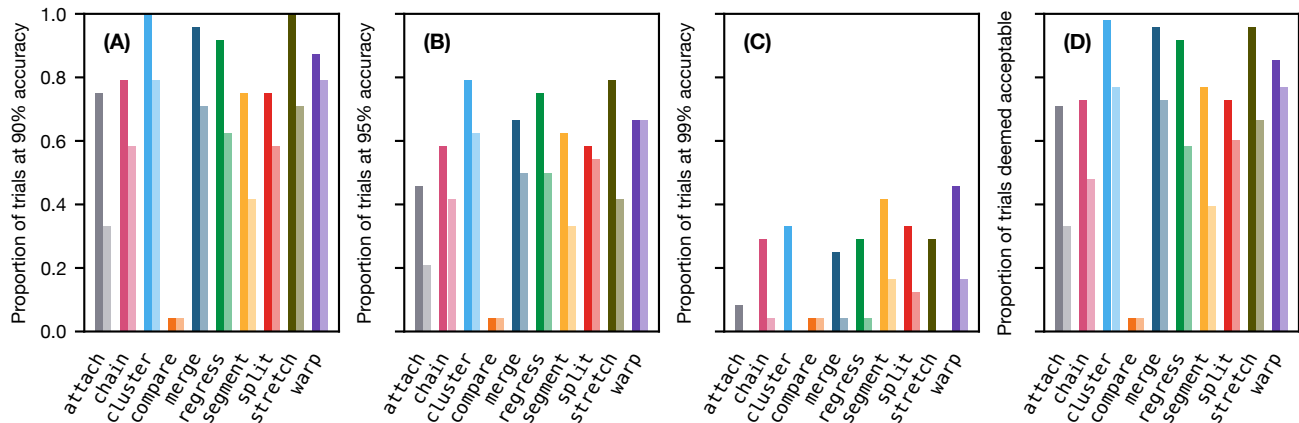 Proportion of trials at 90% accuracy
1.0
0.8
0.6
0.4
0.2
0.0
(A)
attach
chain
cluster
compare
merge
regress
segment
split
stretch
warp
Proportion of trials at 95% accuracy
(B)
attach
chain
cluster
compare
merge
regress
segment
split
stretch
warp
Proportion of trials at 99% accuracy
(C)
attach
chain
cluster
compare
merge
regress
segment
split
stretch
warp
Proportion of trials deemed acceptable
(D)
attach
chain
cluster
compare
merge
regress
segment
split
stretch
warp